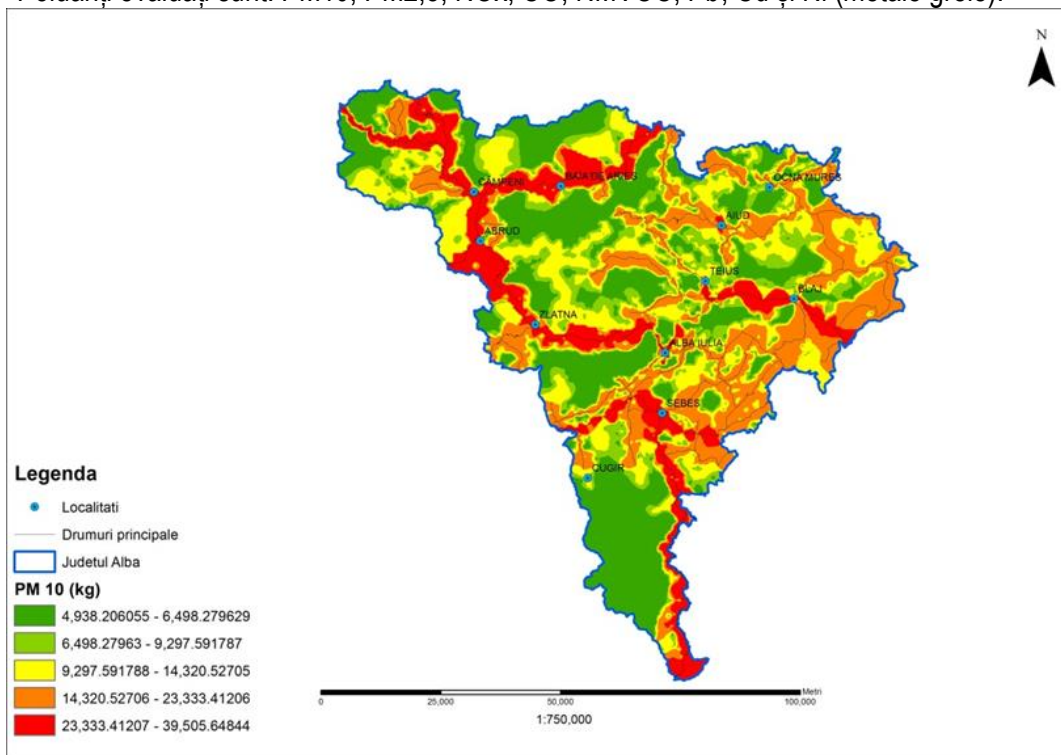 Poluanți evaluați sunt: PM10, PM2,5, NOx, CO, NMVOC, Pb, Cd și Ni (metale grele).
N
CÂMPENI
BAIA DE ARIES
OCNA MURES
ABRUD
AIUD
TEIUS
BLAJ
ZLATNA
ALBA IULIA
SEBES
CUGIR
Legenda
Localitati
Drumuri principale
Judetul Alba
PM 10 (kg)
4,938.206055 - 6,498.279629
6,498.27963 - 9,297.591787
9,297.591788 - 14,320.52705
14,320.52706 - 23,333.41206
23,333.41207 - 39,505.64844
Metri
0 25,000 50,000 100,000
1:750,000